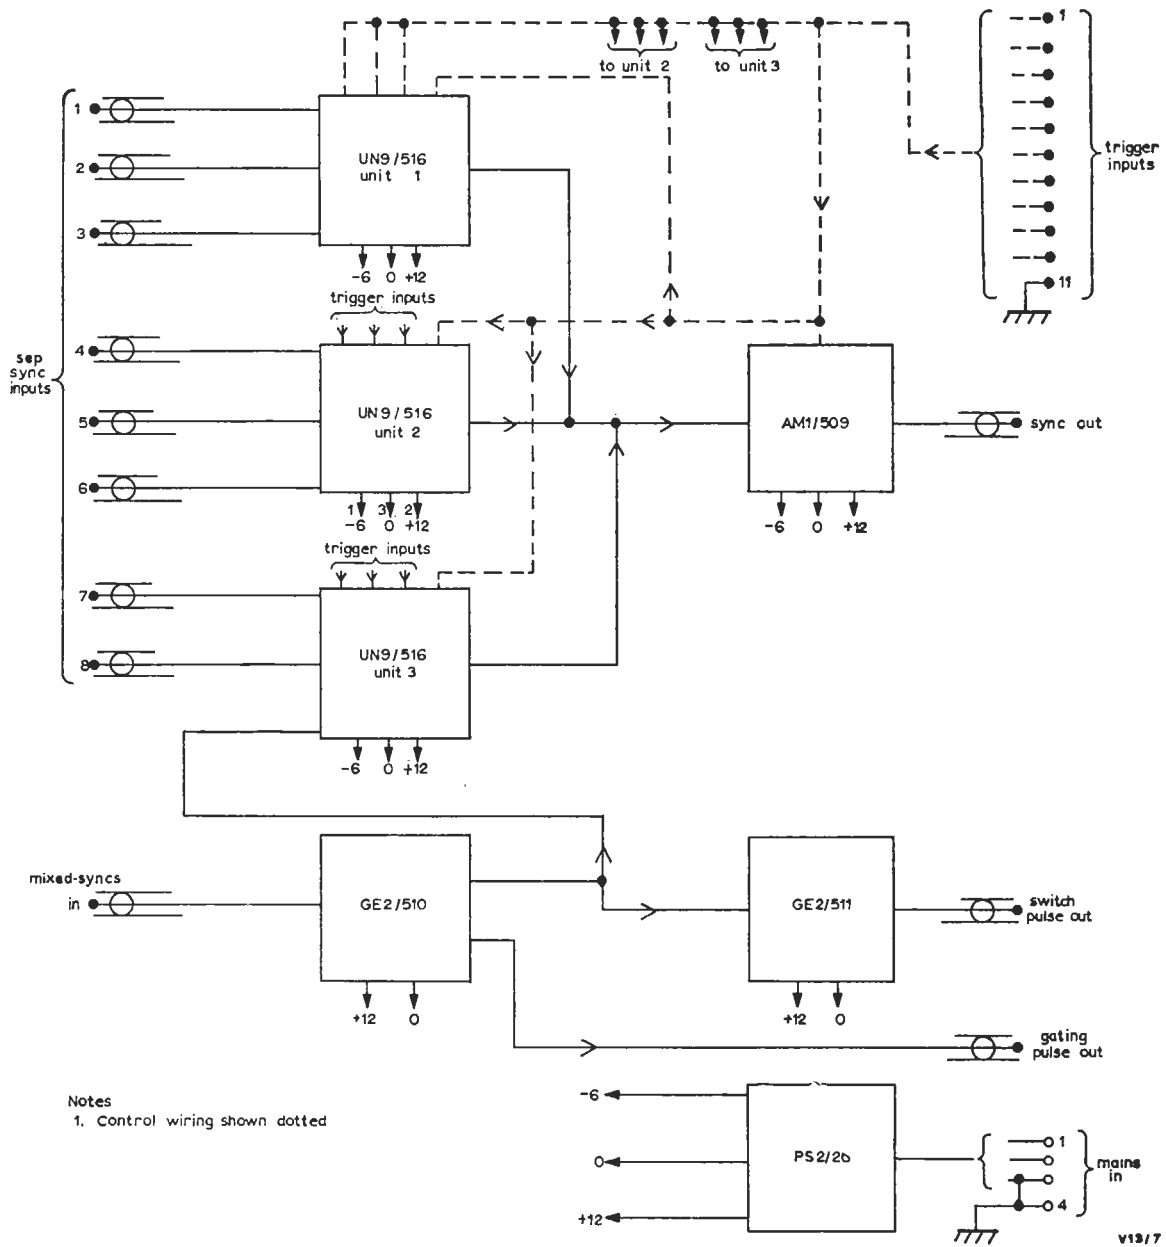 to unit 2
to unit 3
1
trigger
inputs
11
sep
sync
inputs
1
2
3
UN9/516
unit 1
-6 0 +12
trigger inputs
4
5
6
UN9/516
unit 2
1 3 2
-6 0 +12
AM1/509
-6 0 +12
sync out
trigger inputs
7
8
UN9/516
unit 3
-6 0 +12
mixed-syncs
in
GE2/510
+12 0
GE2/511
+12 0
switch
pulse out
gating
pulse out
Notes
1. Control wiring shown dotted
-6
0
+12
PS2/2b
1
4
mains
in
V13/7